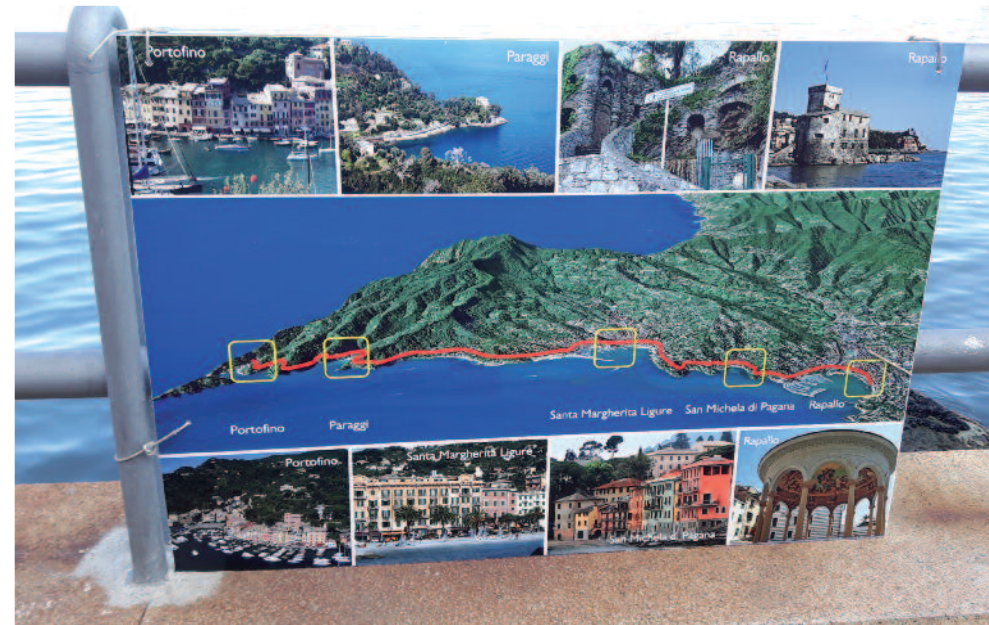 Portofino
Paraggi
Rapallo
Rapallo
Portofino
Paraggi
Santa Margherita Ligure
San Michela di Pagana
Rapallo
Portofino
Santa Margherita Ligure
San Michela di Pagana
Rapallo